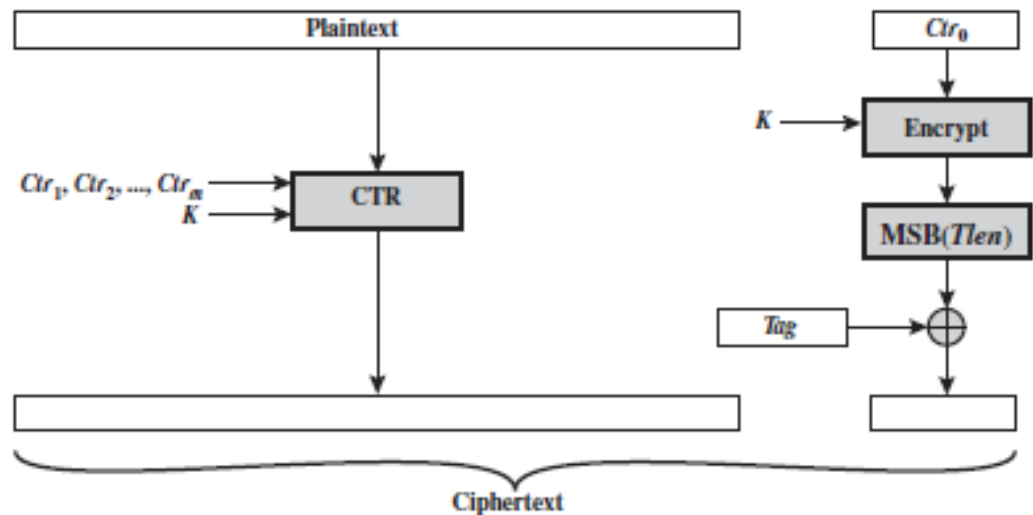 Plaintext
Ctr₀
K
Encrypt
Ctr₁, Ctr₂, ..., Ctrₘ
K
CTR
MSB(Tlen)
Tag
Ciphertext